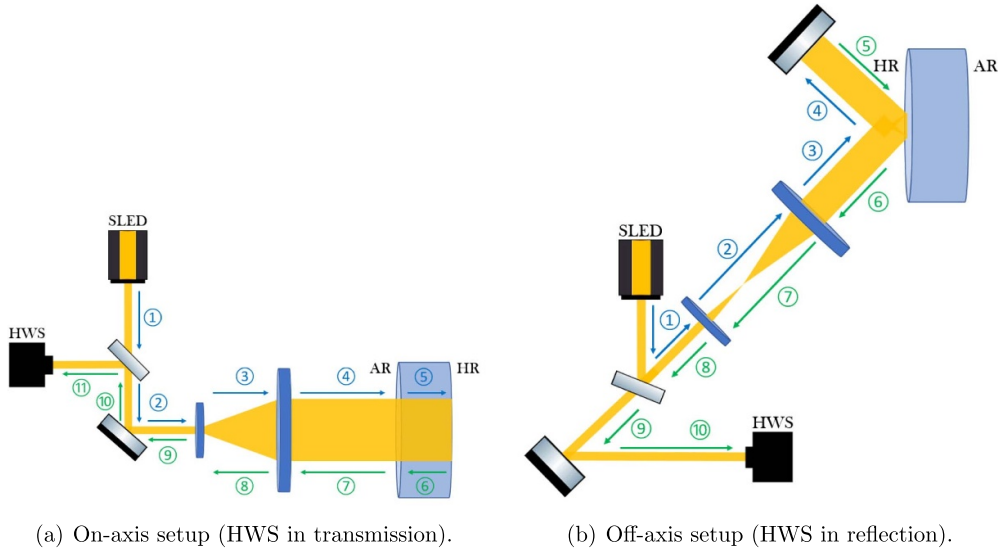 SLED
①
HWS
⑪
⑩
②
⑨
③
⑧
④
⑦
AR
⑤
HR
⑥
(a) On-axis setup (HWS in transmission).
⑤
HR
AR
④
③
⑥
②
SLED
⑦
①
⑧
⑨
⑩
HWS
(b) Off-axis setup (HWS in reflection).